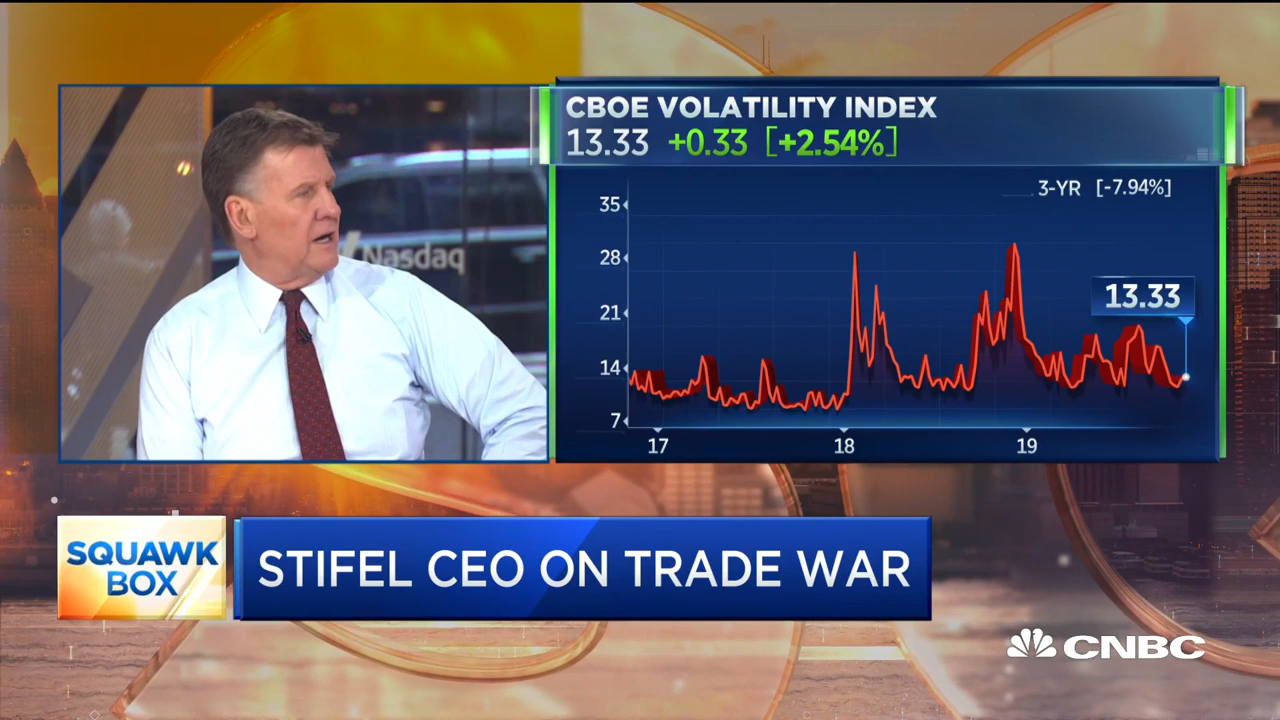 CBOE VOLATILITY INDEX
13.33 +0.33 [+2.54%]
3-YR [-7.94%]
35
28
21
14
7
13.33
17 18 19
Nasdaq
SQUAWK
BOX
STIFEL CEO ON TRADE WAR
CNBC